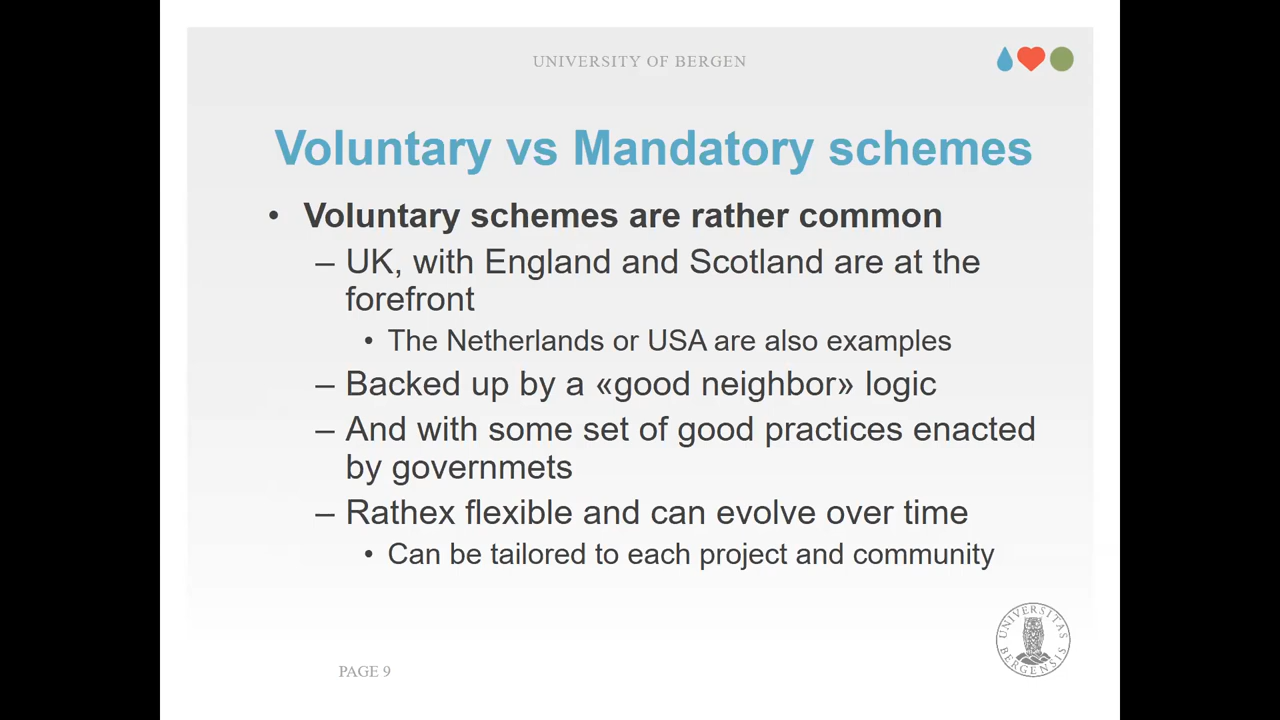 UNIVERSITY OF BERGEN
Voluntary vs Mandatory schemes
• Voluntary schemes are rather common
– UK, with England and Scotland are at the
forefront
• The Netherlands or USA are also examples
– Backed up by a «good neighbor» logic
– And with some set of good practices enacted
by governmets
– Rathex flexible and can evolve over time
• Can be tailored to each project and community
UNIVERSITAS
BERGENSIS
PAGE 9